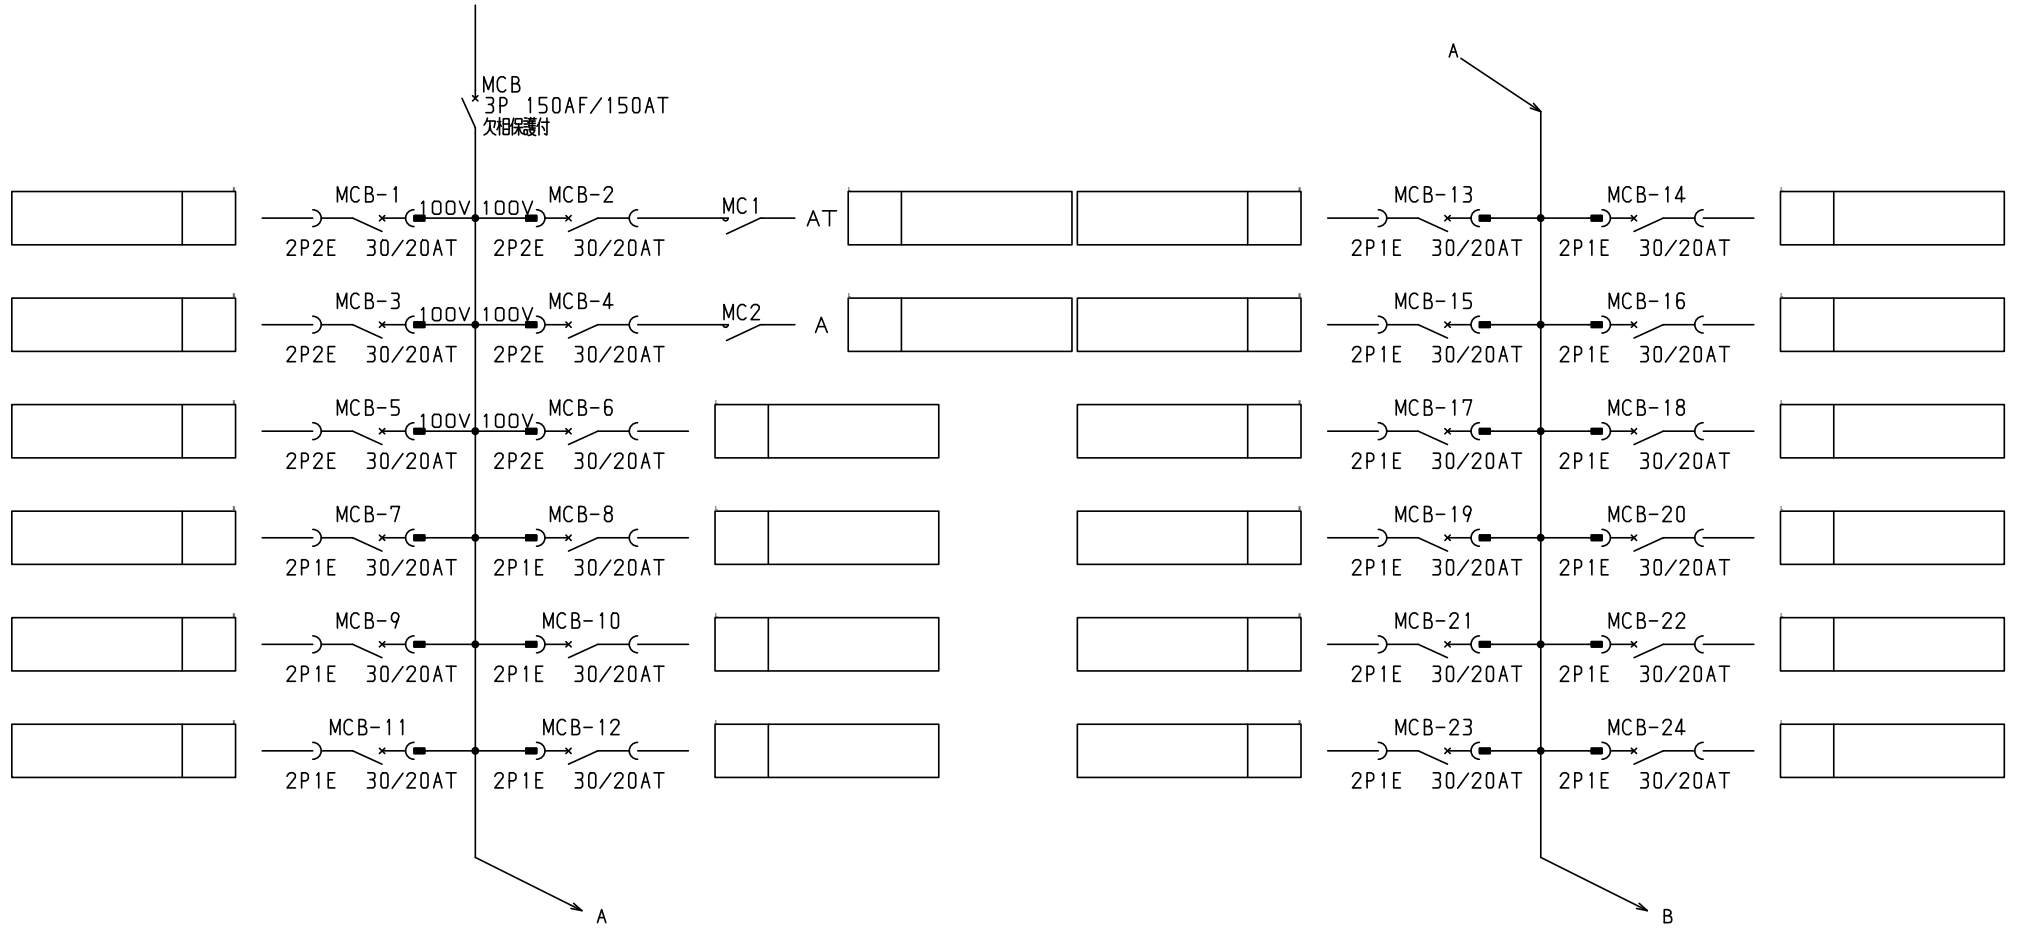 MCB
3P 150AF/150AT
欠相保護付
MCB-1 100V 100V MCB-2 MC1 AT
2P2E 30/20AT 2P2E 30/20AT
MCB-3 100V 100V MCB-4 MC2 A
2P2E 30/20AT 2P2E 30/20AT
MCB-5 100V 100V MCB-6
2P2E 30/20AT 2P2E 30/20AT
MCB-7 MCB-8
2P1E 30/20AT 2P1E 30/20AT
MCB-9 MCB-10
2P1E 30/20AT 2P1E 30/20AT
MCB-11 MCB-12
2P1E 30/20AT 2P1E 30/20AT
A
A
MCB-13 MCB-14
2P1E 30/20AT 2P1E 30/20AT
MCB-15 MCB-16
2P1E 30/20AT 2P1E 30/20AT
MCB-17 MCB-18
2P1E 30/20AT 2P1E 30/20AT
MCB-19 MCB-20
2P1E 30/20AT 2P1E 30/20AT
MCB-21 MCB-22
2P1E 30/20AT 2P1E 30/20AT
MCB-23 MCB-24
2P1E 30/20AT 2P1E 30/20AT
B